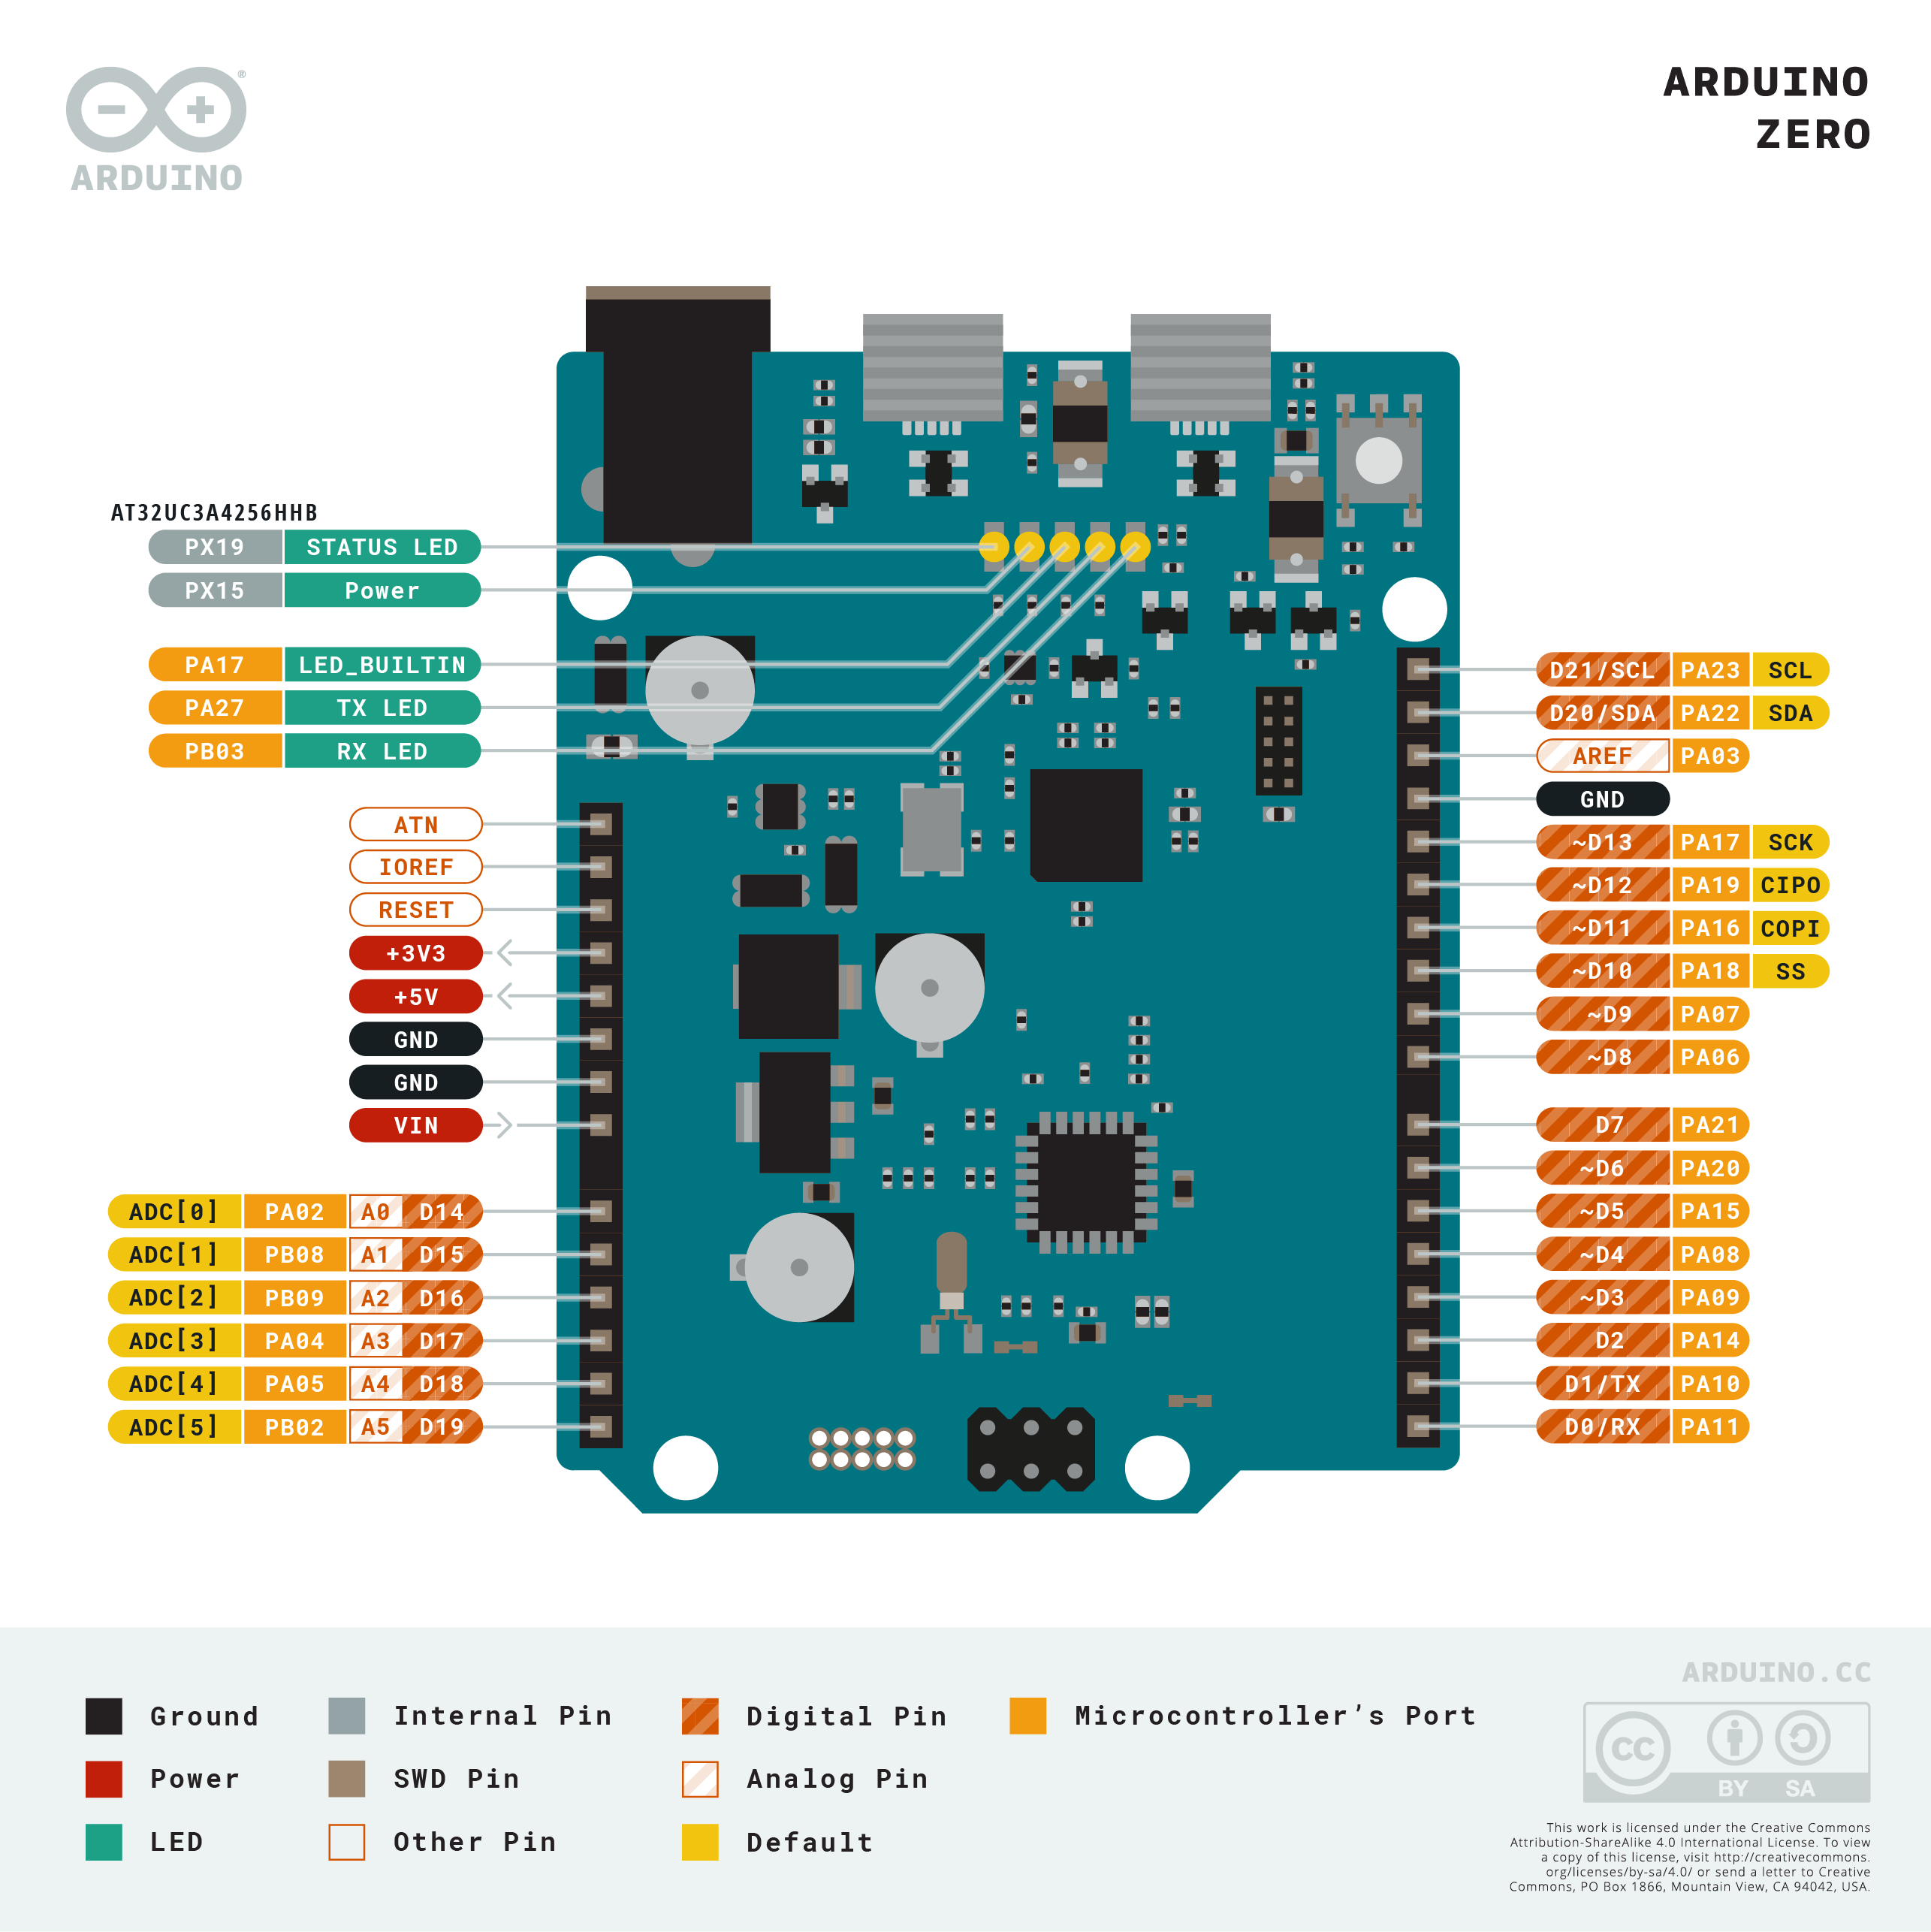 ARDUINO
ZERO
®
ARDUINO
AT32UC3A4256HHB
PX19 STATUS LED
PX15 Power
PA17 LED_BUILTIN
PA27 TX LED
PB03 RX LED
ATN
IOREF
RESET
+3V3
+5V
GND
GND
VIN
ADC[0] PA02 A0 D14
ADC[1] PB08 A1 D15
ADC[2] PB09 A2 D16
ADC[3] PA04 A3 D17
ADC[4] PA05 A4 D18
ADC[5] PB02 A5 D19
D21/SCL PA23 SCL
D20/SDA PA22 SDA
AREF PA03
GND
~D13 PA17 SCK
~D12 PA19 CIPO
~D11 PA16 COPI
~D10 PA18 SS
~D9 PA07
~D8 PA06
D7 PA21
~D6 PA20
~D5 PA15
~D4 PA08
~D3 PA09
D2 PA14
D1/TX PA10
D0/RX PA11
Ground
Power
LED
Internal Pin
SWD Pin
Other Pin
Digital Pin
Analog Pin
Default
Microcontroller’s Port
ARDUINO.CC
CC
BY SA
This work is licensed under the Creative Commons
Attribution-ShareAlike 4.0 International License. To view
a copy of this license, visit http://creativecommons.
org/licenses/by-sa/4.0/ or send a letter to Creative
Commons, PO Box 1866, Mountain View, CA 94042, USA.